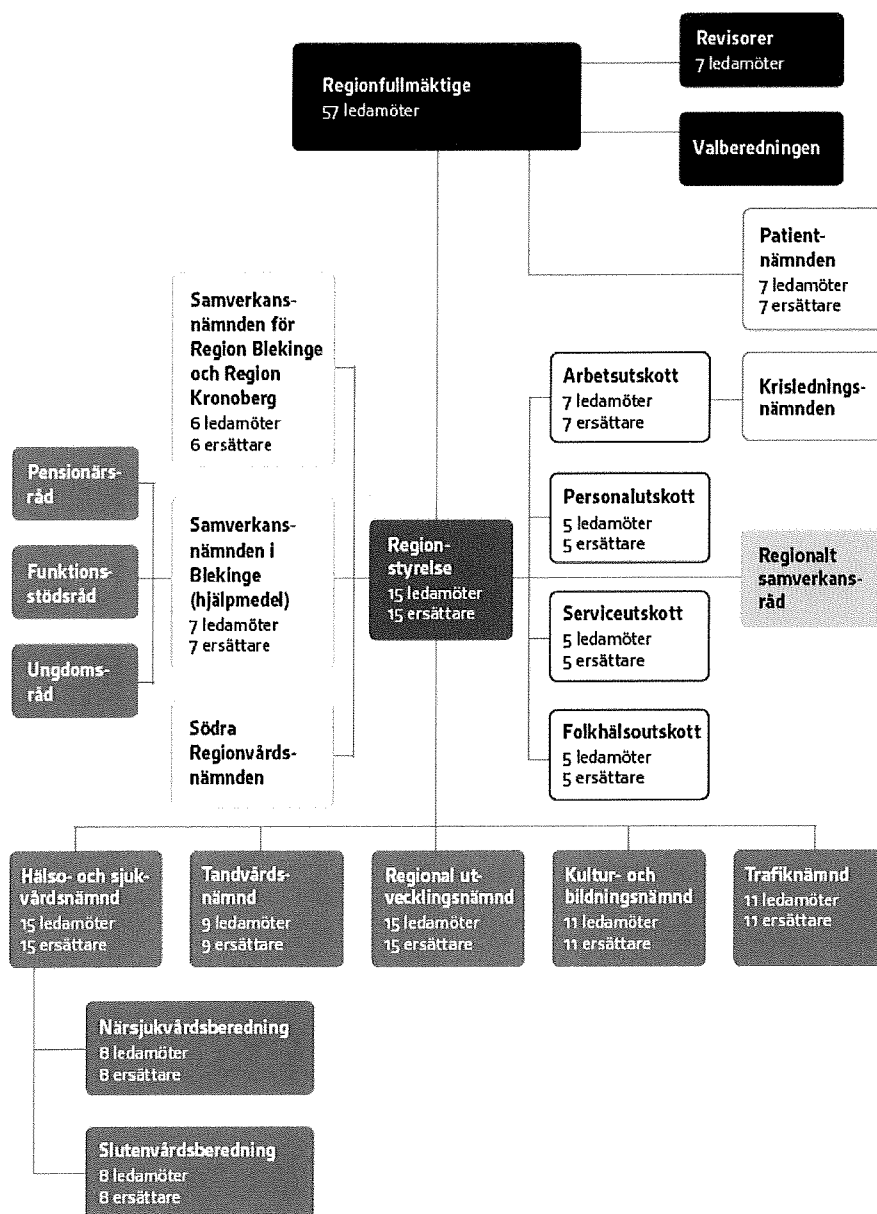 Regionfullmäktige
57 ledamöter
Revisorer
7 ledamöter
Valberedningen
Patient-
nämnden
7 ledamöter
7 ersättare
Samverkans-
nämnden för
Region Blekinge
och Region
Kronoberg
6 ledamöter
6 ersättare
Arbetsutskott
7 ledamöter
7 ersättare
Krislednings-
nämnden
Pensionärs-
råd
Funktions-
stödsråd
Ungdoms-
råd
Samverkans-
nämnden i
Blekinge
(hjälpmedel)
7 ledamöter
7 ersättare
Södra
Regionvårds-
nämnden
Region-
styrelse
15 ledamöter
15 ersättare
Personalutskott
5 ledamöter
5 ersättare
Regionalt
samverkans-
råd
Serviceutskott
5 ledamöter
5 ersättare
Folkhälsoutskott
5 ledamöter
5 ersättare
Hälso- och sjuk-
vårdsnämnd
15 ledamöter
15 ersättare
Tandvårds-
nämnd
9 ledamöter
9 ersättare
Regional ut-
vecklingsnämnd
15 ledamöter
15 ersättare
Kultur- och
bildningsnämnd
11 ledamöter
11 ersättare
Trafiknämnd
11 ledamöter
11 ersättare
Närsjukvårdsberedning
8 ledamöter
8 ersättare
Slutenvårdsberedning
8 ledamöter
8 ersättare